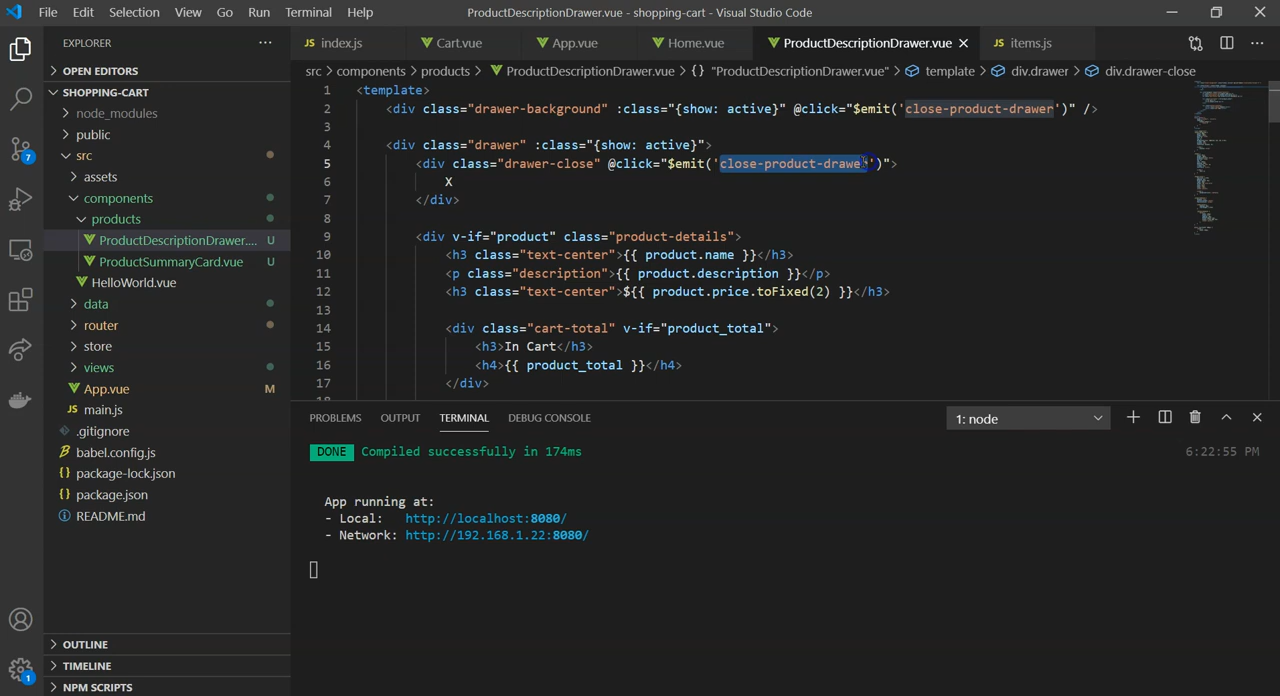 File Edit Selection View Go Run Terminal Help
ProductDescriptionDrawer.vue - shopping-cart - Visual Studio Code
EXPLORER
index.js Cart.vue App.vue Home.vue ProductDescriptionDrawer.vue items.js
src > components > products > ProductDescriptionDrawer.vue > {} "ProductDescriptionDrawer.vue" > template > div.drawer > div.drawer-close
OPEN EDITORS
SHOPPING-CART
node_modules
public
src
assets
components
products
ProductDescriptionDrawer.... U
ProductSummaryCard.vue U
HelloWorld.vue
data
router
store
views
App.vue M
main.js
.gitignore
babel.config.js
package-lock.json
package.json
README.md
OUTLINE
TIMELINE
NPM SCRIPTS
7
1
1 <template>
2 <div class="drawer-background" :class="{show: active}" @click="$emit('close-product-drawer')" />
3
4 <div class="drawer" :class="{show: active}">
5 <div class="drawer-close" @click="$emit('close-product-drawer')">
6 X
7 </div>
8
9 <div v-if="product" class="product-details">
10 <h3 class="text-center">{{ product.name }}</h3>
11 <p class="description">{{ product.description }}</p>
12 <h3 class="text-center">${{ product.price.toFixed(2) }}</h3>
13
14 <div class="cart-total" v-if="product_total">
15 <h3>In Cart</h3>
16 <h4>{{ product_total }}</h4>
17 </div>
PROBLEMS OUTPUT TERMINAL DEBUG CONSOLE 1: node
DONE Compiled successfully in 174ms 6:22:55 PM
App running at:
- Local: http://localhost:8080/
- Network: http://192.168.1.22:8080/